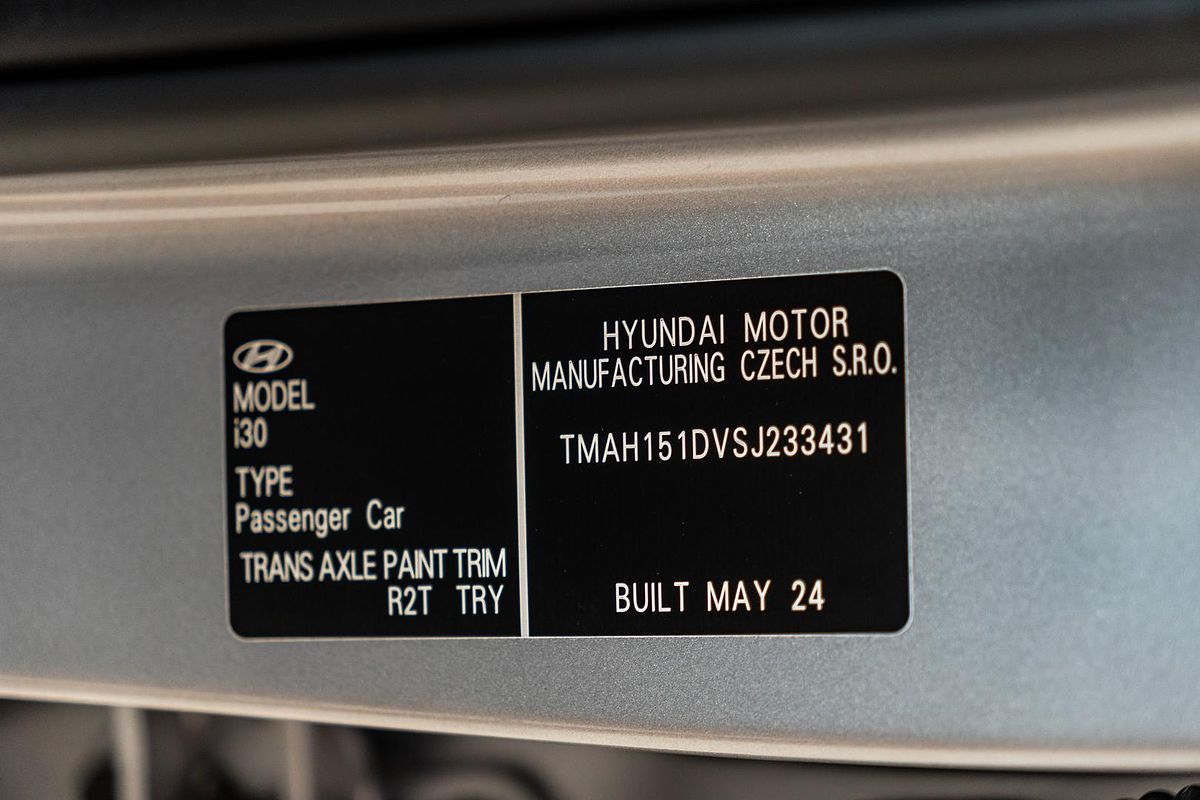 MODEL
i30
TYPE
Passenger Car
TRANS AXLE PAINT TRIM
R2T TRY
HYUNDAI MOTOR
MANUFACTURING CZECH S.R.O.
TMAH151DVSJ233431
BUILT MAY 24